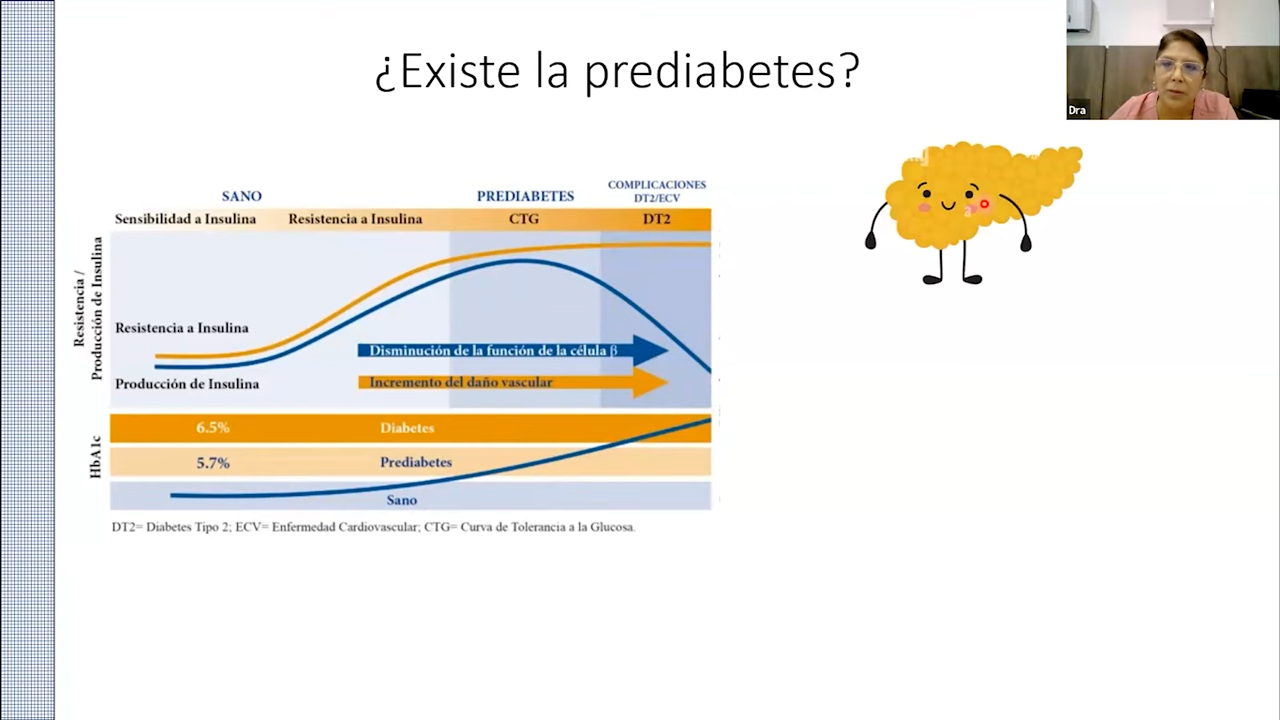 ¿Existe la prediabetes?
Dra
SANO
PREDIABETES
COMPLICACIONES
DT2/ECV
Sensibilidad a Insulina
Resistencia a Insulina
CTG
DT2
Resistencia /
Producción de Insulina
Resistencia a Insulina
Disminución de la función de la célula β
Producción de Insulina
Incremento del daño vascular
HbA1c
6.5%
Diabetes
5.7%
Prediabetes
Sano
DT2= Diabetes Tipo 2; ECV= Enfermedad Cardiovascular; CTG= Curva de Tolerancia a la Glucosa.